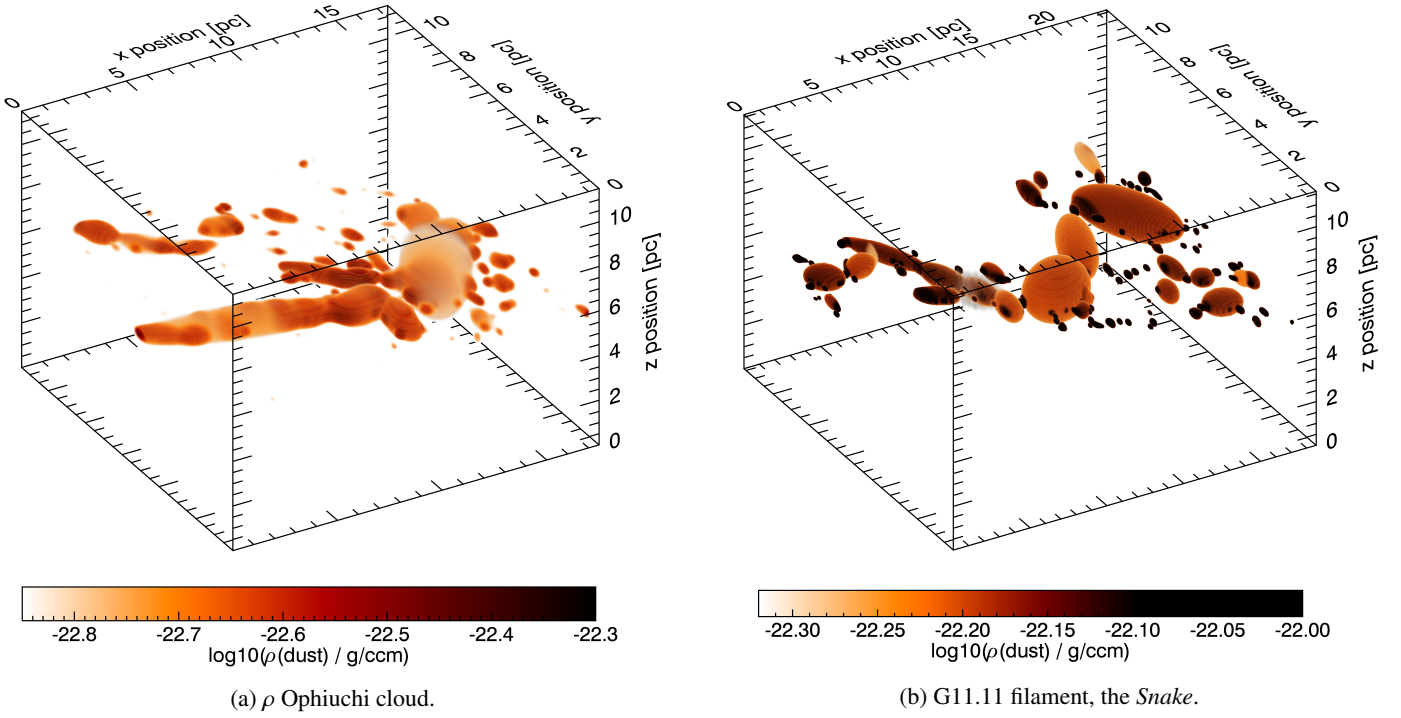 x position [pc]
0
5
10
15
y position [pc]
10
8
6
4
2
0
z position [pc]
10
8
6
4
2
0
-22.8 -22.7 -22.6 -22.5 -22.4 -22.3
log10(ρ(dust) / g/ccm)
(a) ρ Ophiuchi cloud.
x position [pc]
0
5
10
15
20
y position [pc]
10
8
6
4
2
0
z position [pc]
10
8
6
4
2
0
-22.30 -22.25 -22.20 -22.15 -22.10 -22.05 -22.00
log10(ρ(dust) / g/ccm)
(b) G11.11 filament, the Snake.